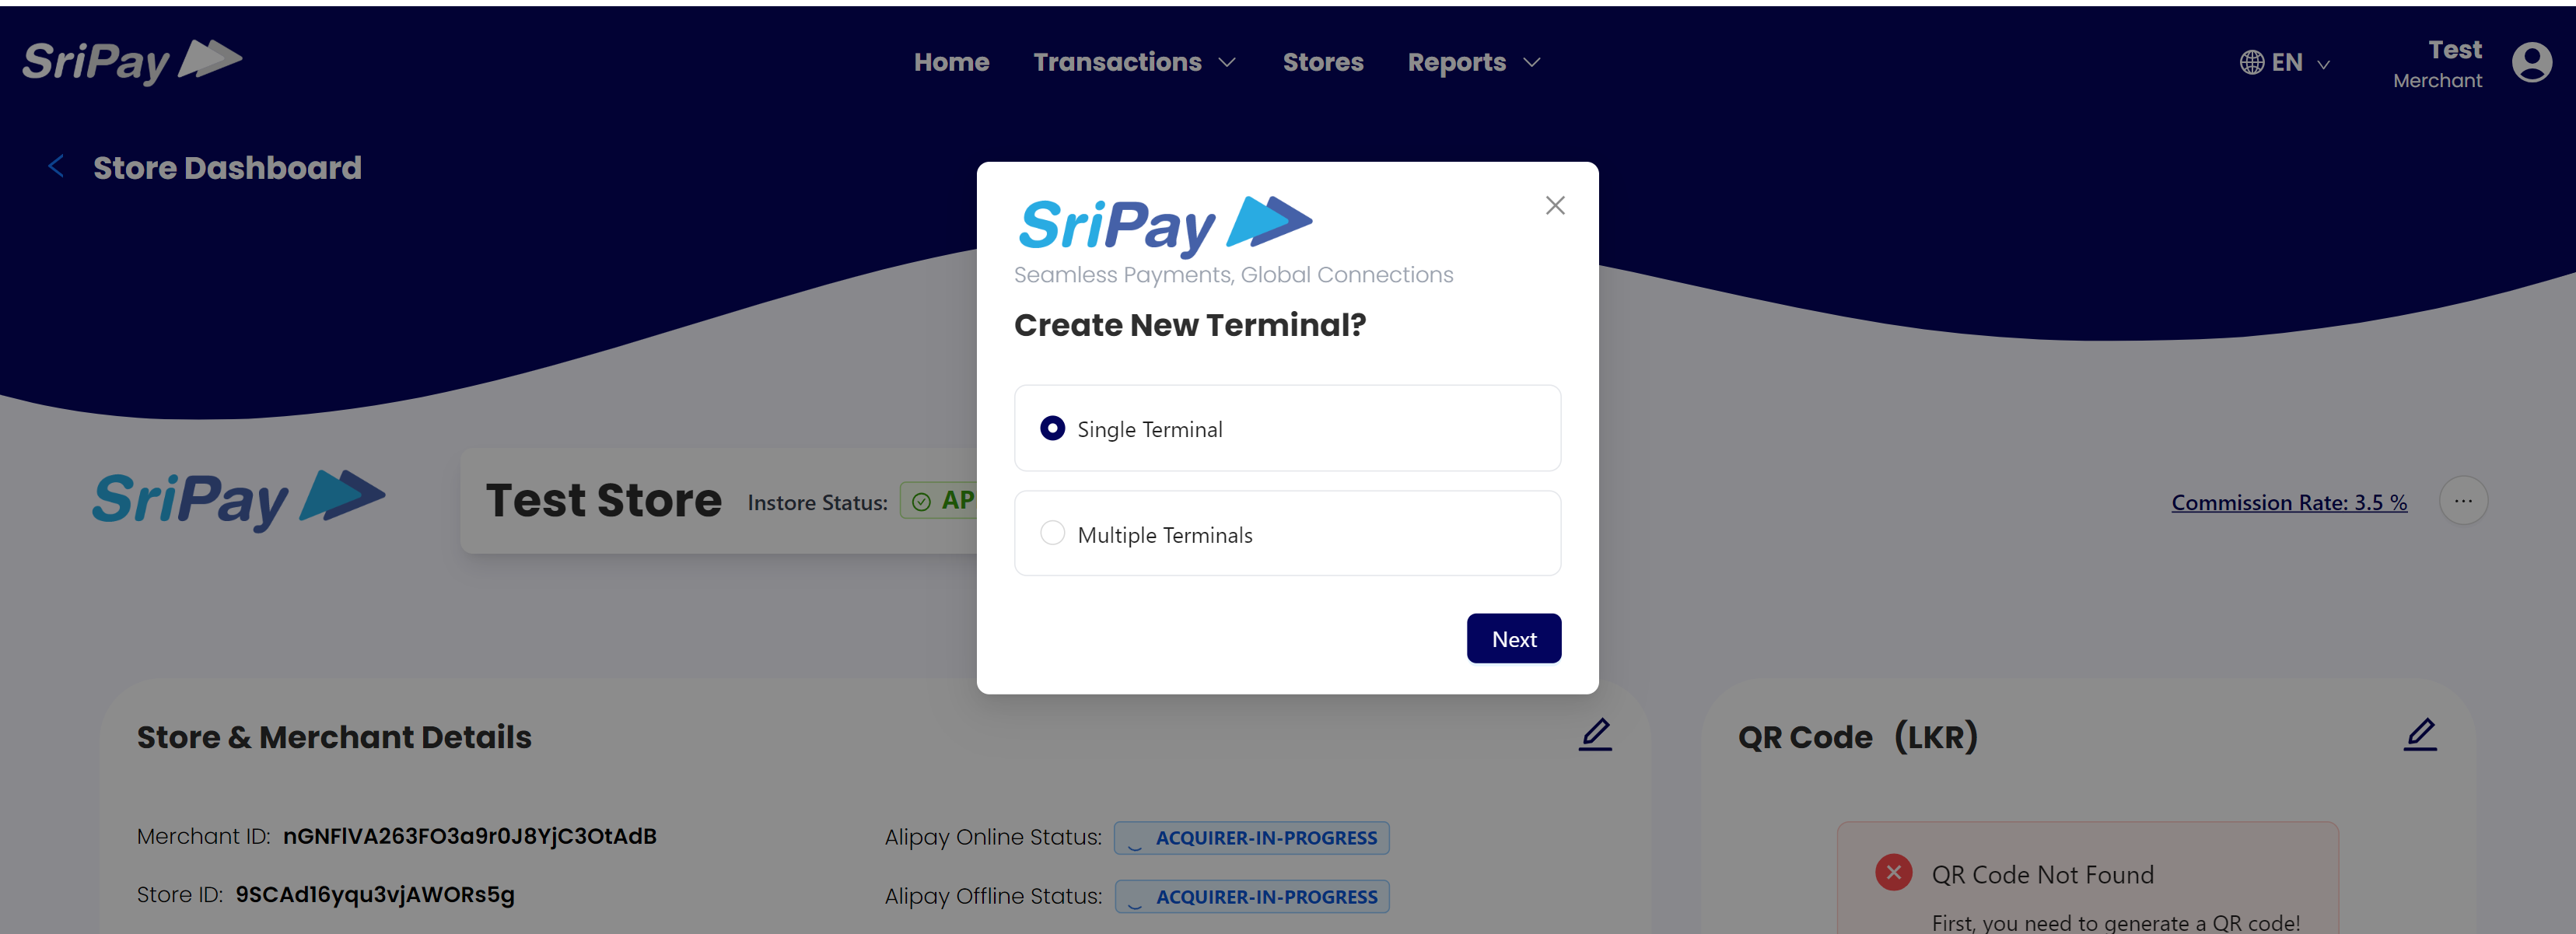 SriPay
Home Transactions Stores Reports
EN
Test
Merchant
Store Dashboard
SriPay
Seamless Payments, Global Connections
Create New Terminal?
Single Terminal
Multiple Terminals
Next
SriPay
Test Store Instore Status: AP
Commission Rate: 3.5 %
...
Store & Merchant Details
Merchant ID: nGNFlVA263FO3a9r0J8YjC3OtAdB
Alipay Online Status: ACQUIRER-IN-PROGRESS
Store ID: 9SCAd16yqu3vjAWORs5g
Alipay Offline Status: ACQUIRER-IN-PROGRESS
QR Code (LKR)
QR Code Not Found
First, you need to generate a QR code!